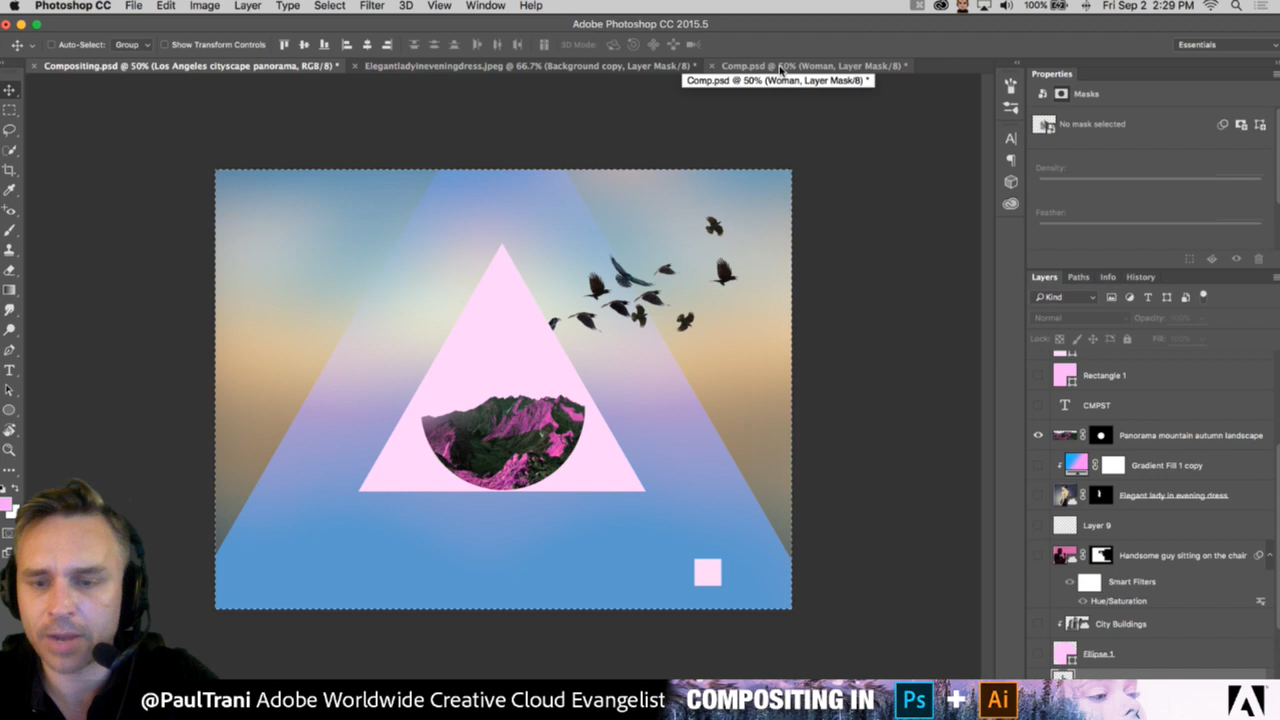 Photoshop CC File Edit Image Layer Type Select Filter 3D View Window Help 100% Fri Sep 2 2:29 PM
Adobe Photoshop CC 2015.5
Auto-Select: Group Show Transform Controls 3D Mode: Essentials
× Compositing.psd @ 50% (Los Angeles cityscape panorama, RGB/8) * × Elegantladyineveningdress.jpeg @ 66.7% (Background copy, Layer Mask/8) * × Comp.psd @ 50% (Woman, Layer Mask/8) *
Comp.psd @ 50% (Woman, Layer Mask/8) *
Properties
Masks
No mask selected
Density:
Feather:
Layers Paths Info History
Kind
Normal Opacity: 100%
Lock: Fill: 100%
Rectangle 1
T CMPST
Panorama mountain autumn landscape
Gradient Fill 1 copy
Elegant lady in evening dress
Layer 9
Handsome guy sitting on the chair
Smart Filters
Hue/Saturation
City Buildings
Ellipse 1
@PaulTrani Adobe Worldwide Creative Cloud Evangelist COMPOSITING IN Ps + Ai